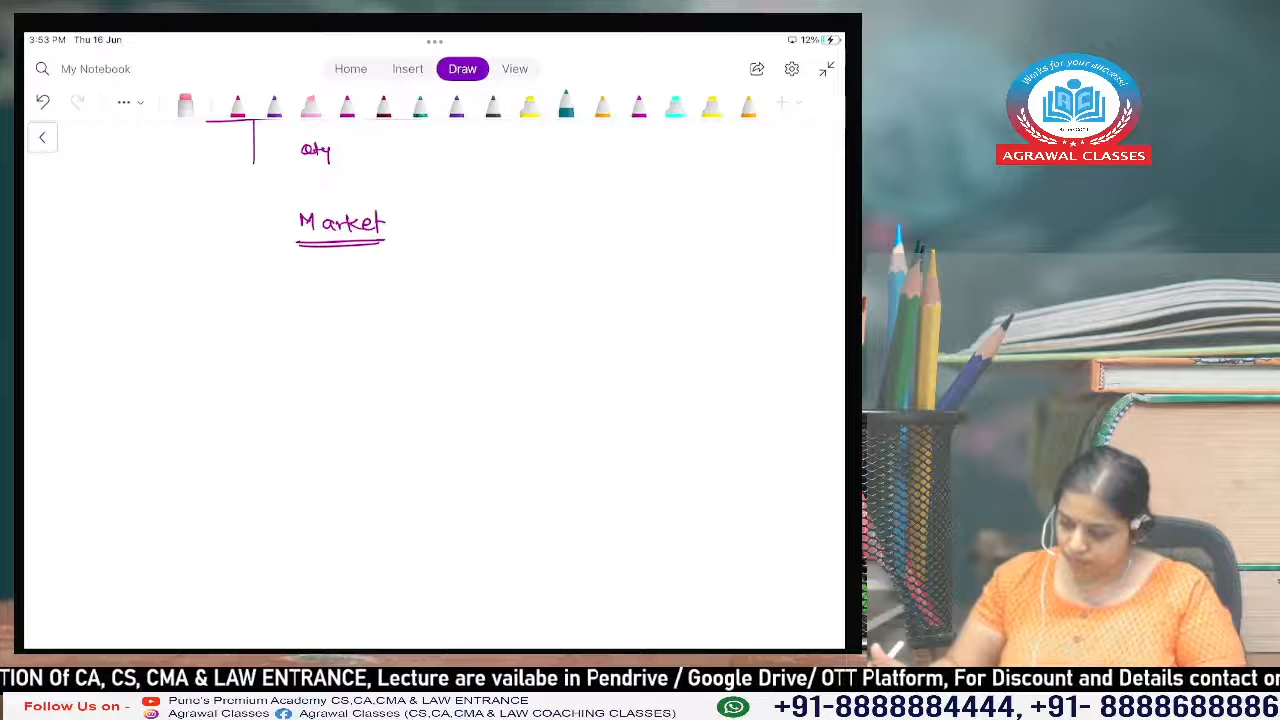 3:53 PM Thu 16 Jun
12%
My Notebook
Home Insert Draw View
Qty
Market
Works for your success!
AC
AGRAWAL CLASSES
TION Of CA, CS, CMA & LAW ENTRANCE, Lecture are vailabe in Pendrive / Google Drive/ OTT Platform, For Discount and Details contact on
Follow Us on -
Pune's Premium Academy CS,CA,CMA & LAW ENTRANCE
Agrawal Classes
Agrawal Classes (CS,CA,CMA & LAW COACHING CLASSES)
+91-8888884444, +91- 8888688886